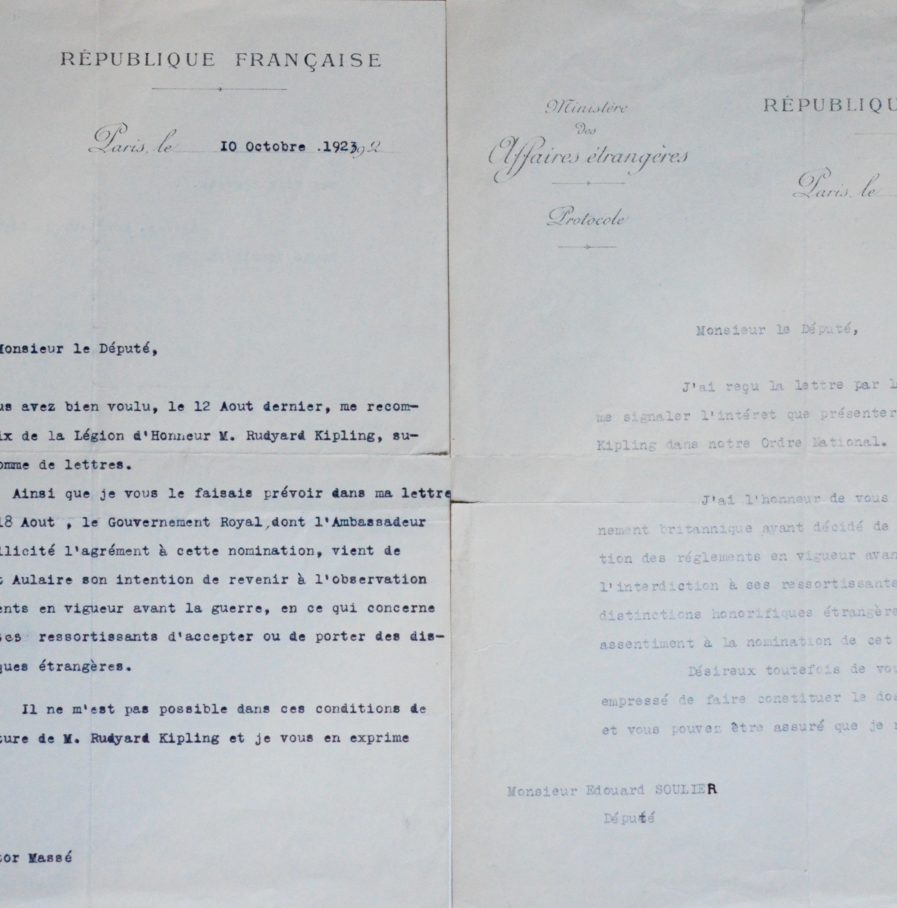 RÉPUBLIQUE FRANÇAISE
Paris, le 10 Octobre .1923 192
Monsieur le Député,
us avez bien voulu, le 12 Aout dernier, me recom-
ix de la Légion d'Honneur M. Rudyard Kipling, su-
omme de lettres.
Ainsi que je vous le faisais prévoir dans ma lettre
18 Aout , le Gouvernement Royal,dont l'Ambassadeur
llicité l'agrément à cette nomination, vient de
t Aulaire son intention de revenir à l'observation
ents en vigueur avant la guerre, en ce qui concerne
ses ressortissants d'accepter ou de porter des dis-
ques étrangères.
Il ne m'est pas possible dans ces conditions de
ture de M. Rudyard Kipling et je vous en exprime
tor Massé
Ministère
des
Affaires étrangères
Protocole
RÉPUBLIQU
Paris, le
Monsieur le Député,
J'ai reçu la lettre par l
me signaler l'intéret que présenter
Kipling dans notre Ordre National.
J'ai l'honneur de vous
nement britannique ayant décidé de
tion des réglements en vigueur avan
l'interdiction à ses ressortissants
distinctions honorifiques étrangère
assentiment à la nomination de cet
Désireux toutefois de vou
empressé de faire constituer le dos
et vous pouvez être assuré que je n
Monsieur Edouard SOULIER
Député